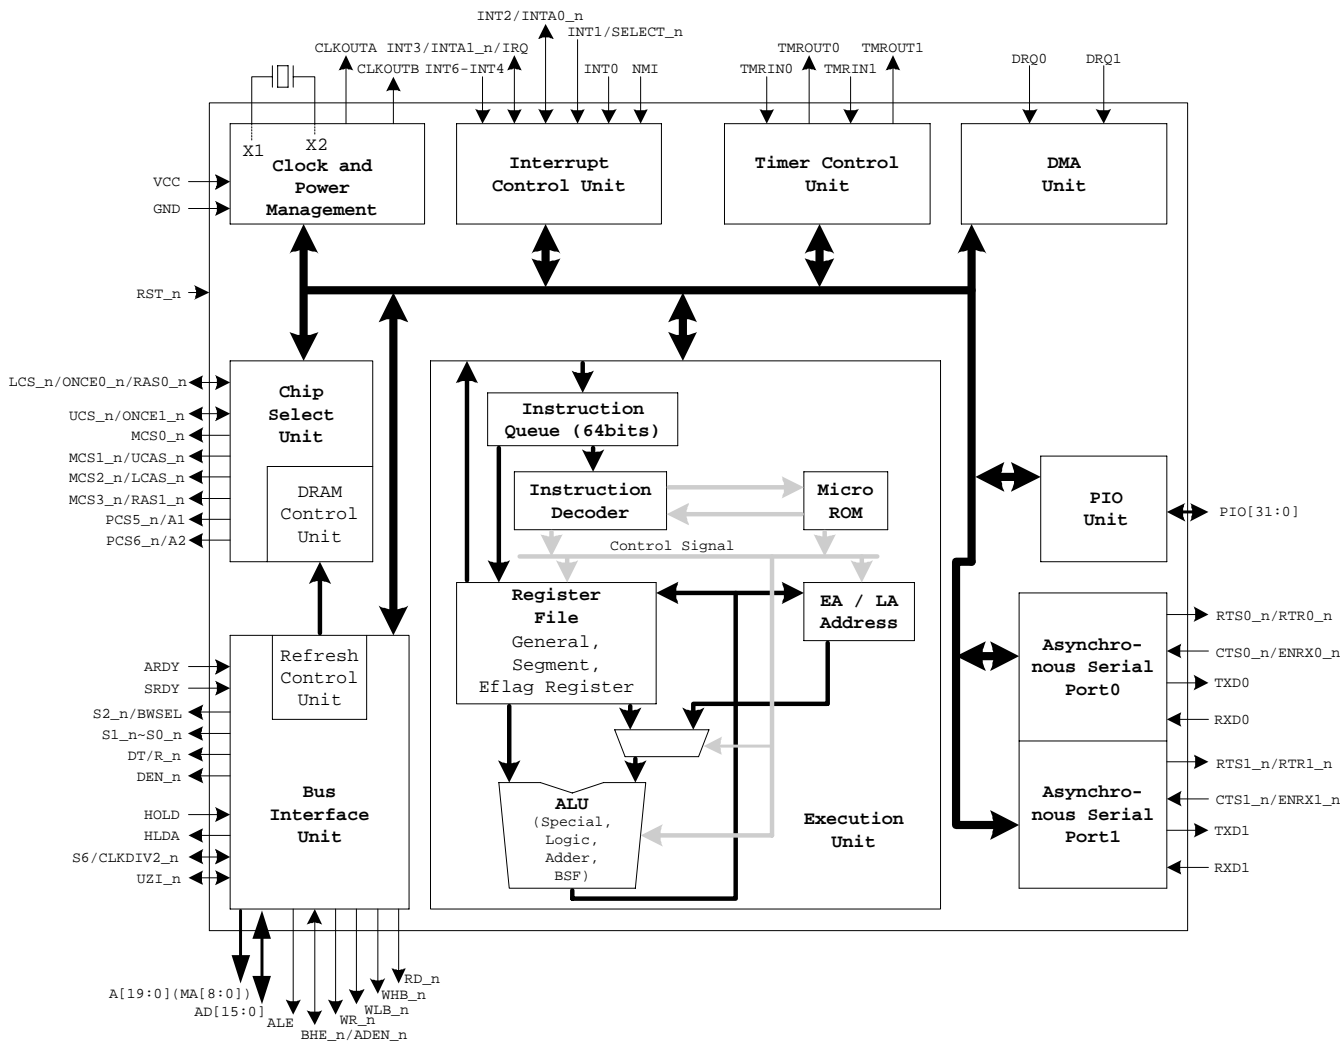 INT2/INTA0_n
INT1/SELECT_n
CLKOUTA INT3/INTA1_n/IRQ
TMROUT0 TMROUT1
CLKOUTB INT6-INT4 INT0 NMI
TMRIN0 TMRIN1
DRQ0 DRQ1
X1 X2
Clock and
Power
Management
Interrupt
Control Unit
Timer Control
Unit
DMA
Unit
VCC
GND
RST_n
LCS_n/ONCE0_n/RAS0_n
UCS_n/ONCE1_n
MCS0_n
MCS1_n/UCAS_n
MCS2_n/LCAS_n
MCS3_n/RAS1_n
PCS5_n/A1
PCS6_n/A2
Chip
Select
Unit
DRAM
Control
Unit
Instruction
Queue (64bits)
Instruction
Decoder
Micro
ROM
Control Signal
Register
File
General,
Segment,
Eflag Register
EA / LA
Address
ALU
(Special,
Logic,
Adder,
BSF)
Execution
Unit
PIO
Unit
PIO[31:0]
Asynchro-
nous Serial
Port0
RTS0_n/RTR0_n
CTS0_n/ENRX0_n
TXD0
RXD0
Asynchro-
nous Serial
Port1
RTS1_n/RTR1_n
CTS1_n/ENRX1_n
TXD1
RXD1
Refresh
Control
Unit
Bus
Interface
Unit
ARDY
SRDY
S2_n/BWSEL
S1_n~S0_n
DT/R_n
DEN_n
HOLD
HLDA
S6/CLKDIV2_n
UZI_n
A[19:0](MA[8:0])
AD[15:0]
ALE
BHE_n/ADEN_n
WR_n
WLB_n
WHB_n
RD_n